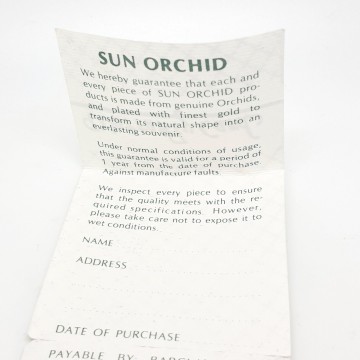 SUN ORCHID
We hereby guarantee that each and
every piece of SUN ORCHID pro-
ducts is made from genuine Orchids,
and plated with finest gold to
transform its natural shape into an
everlasting souvenir.
Under normal conditions of usage,
this guarantee is valid for a period of
1 year from the date of purchase.
Against manufacture faults.
We inspect every piece to ensure
that the quality meets with the re-
quired specifications. However,
please take care not to expose it to
wet conditions.
NAME
ADDRESS
DATE OF PURCHASE
PAYABLE BY